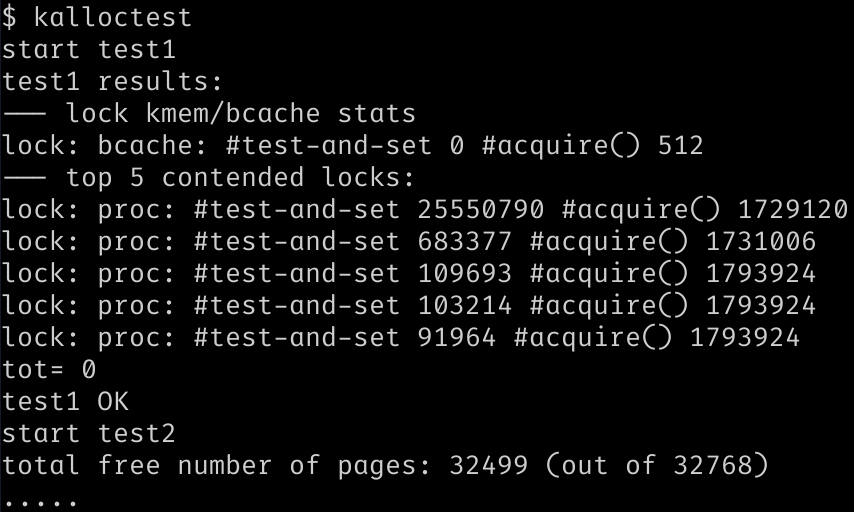 $ kalloctest
start test1
test1 results:
--- lock kmem/bcache stats
lock: bcache: #test-and-set 0 #acquire() 512
--- top 5 contended locks:
lock: proc: #test-and-set 25550790 #acquire() 1729120
lock: proc: #test-and-set 683377 #acquire() 1731006
lock: proc: #test-and-set 109693 #acquire() 1793924
lock: proc: #test-and-set 103214 #acquire() 1793924
lock: proc: #test-and-set 91964 #acquire() 1793924
tot= 0
test1 OK
start test2
total free number of pages: 32499 (out of 32768)
.....